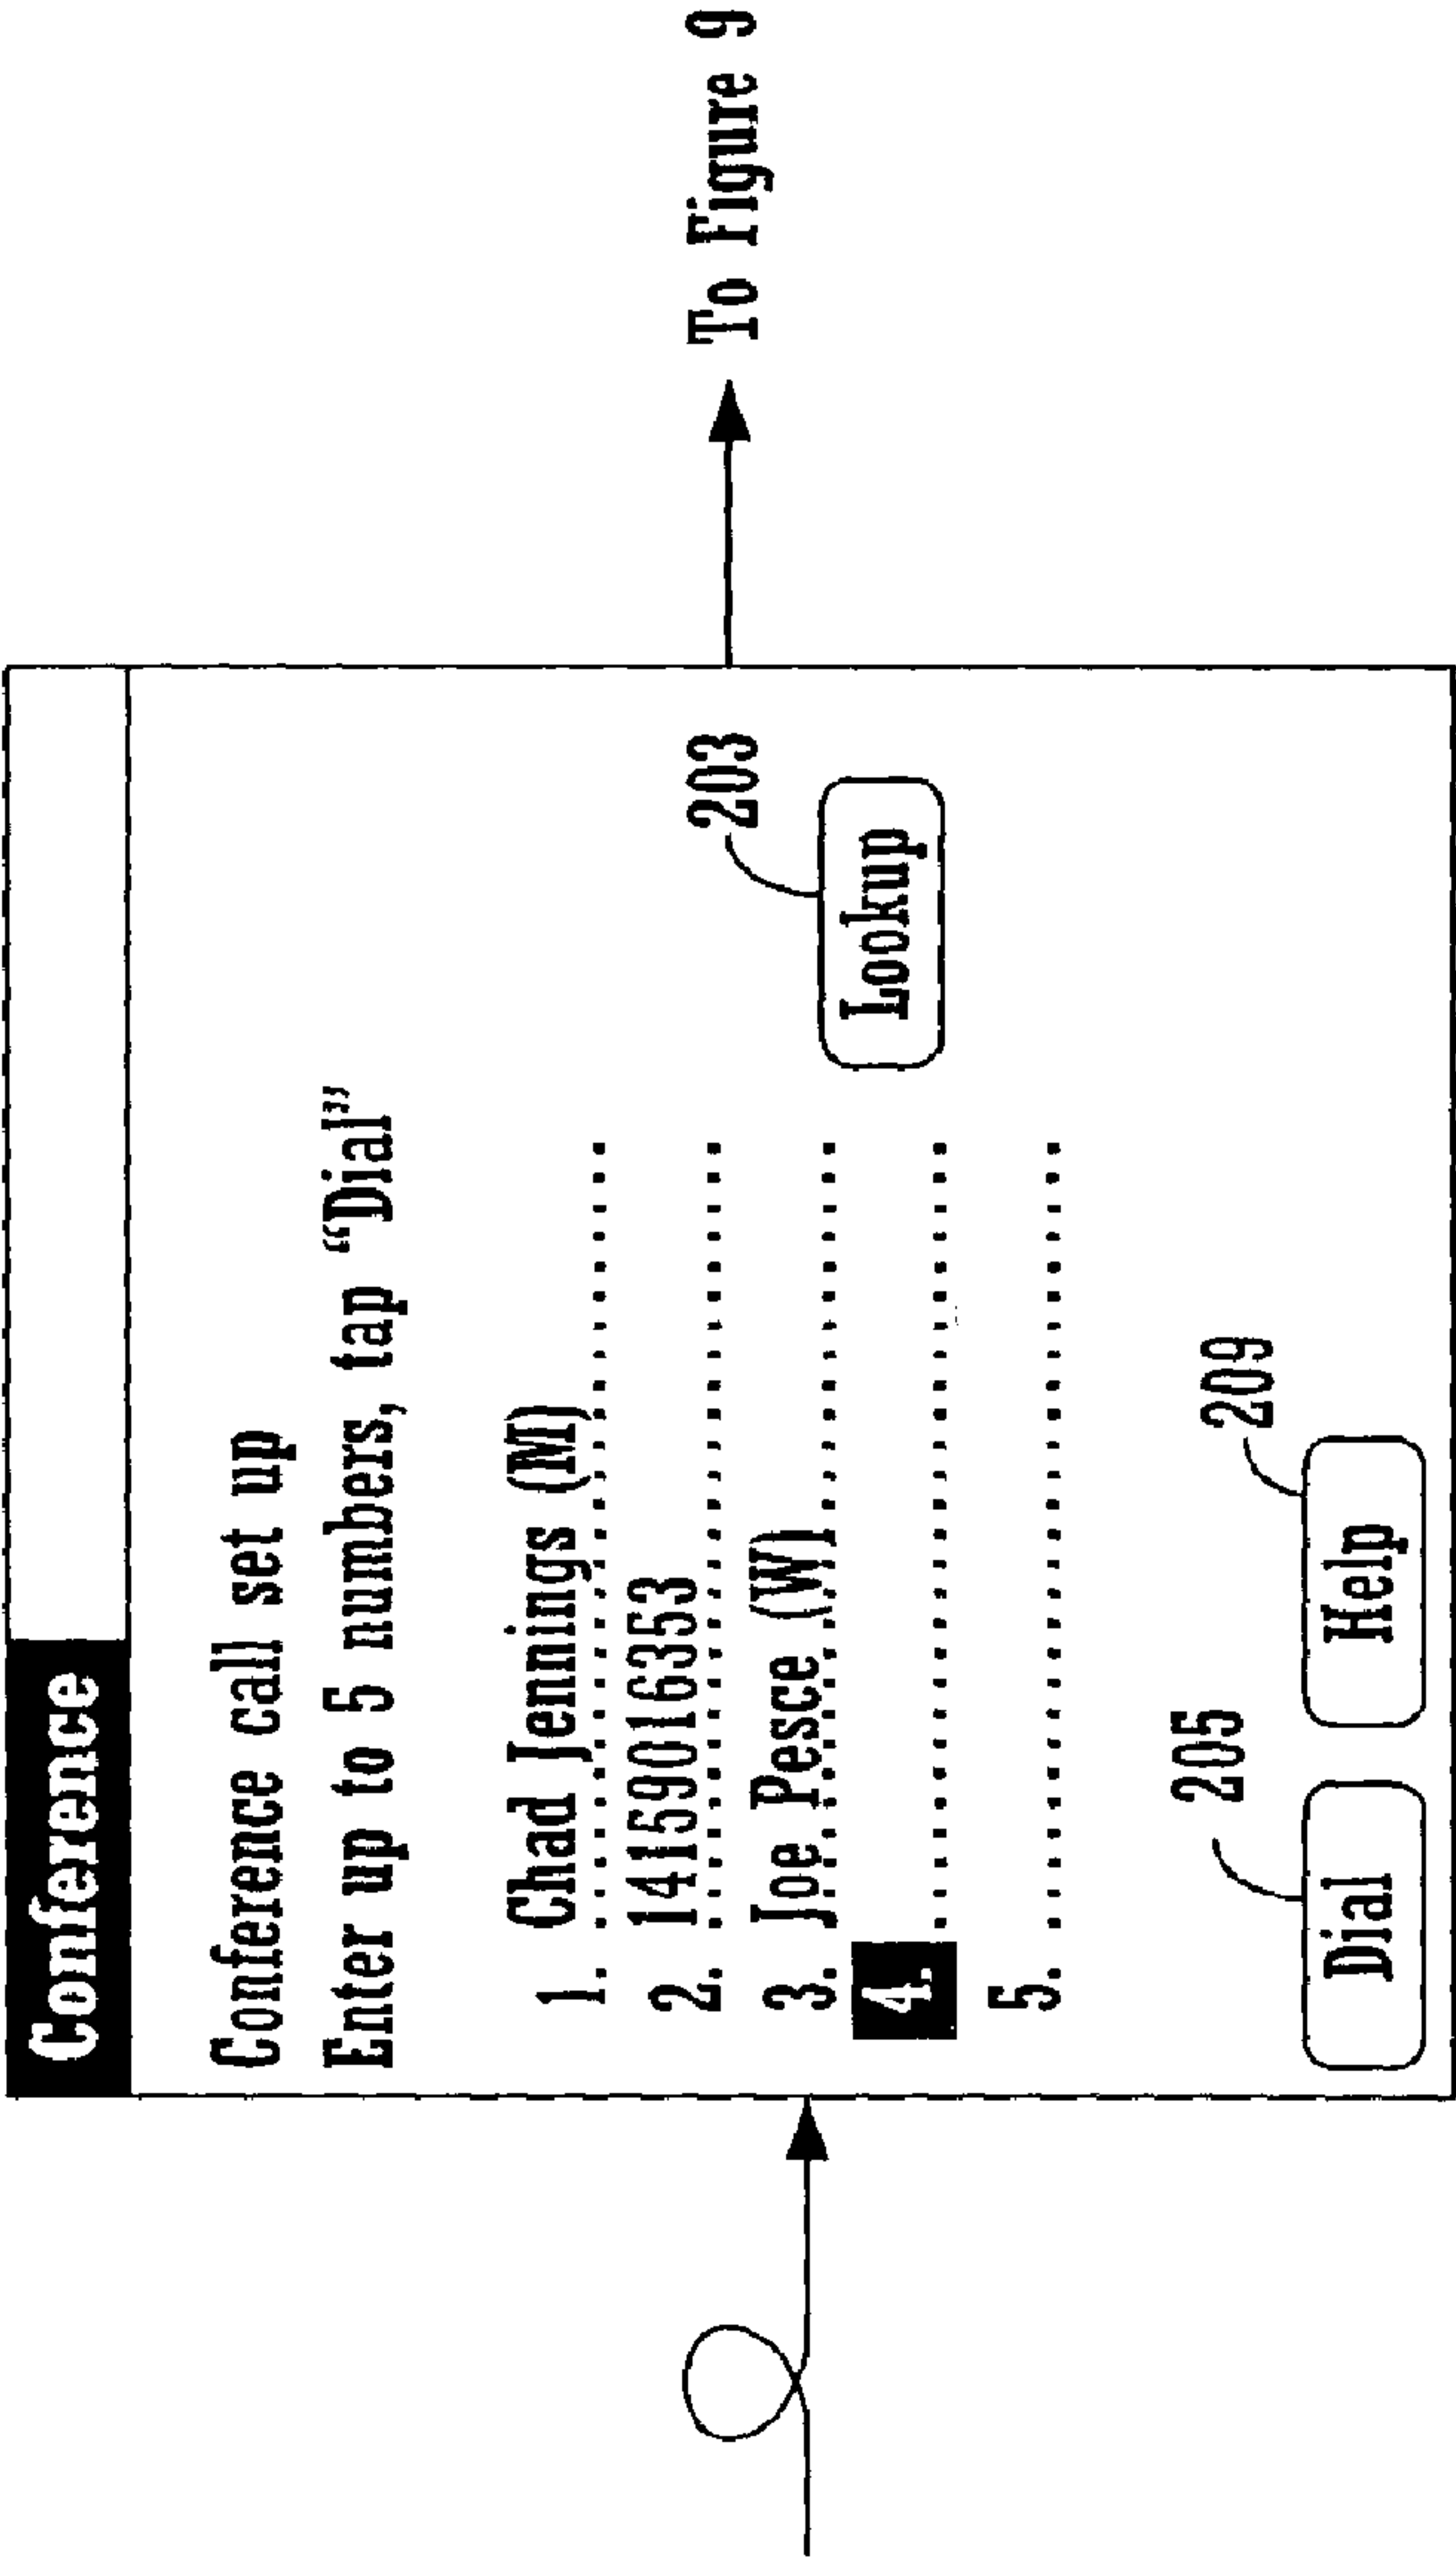 Conference
Conference call set up
Enter up to 5 numbers, tap “Dial”
1. Chad Jennings (M)
2. 14159016353
3. Joe Pesce (W)
4.
5.
203
Lookup
205
209
Dial
Help
To Figure 9